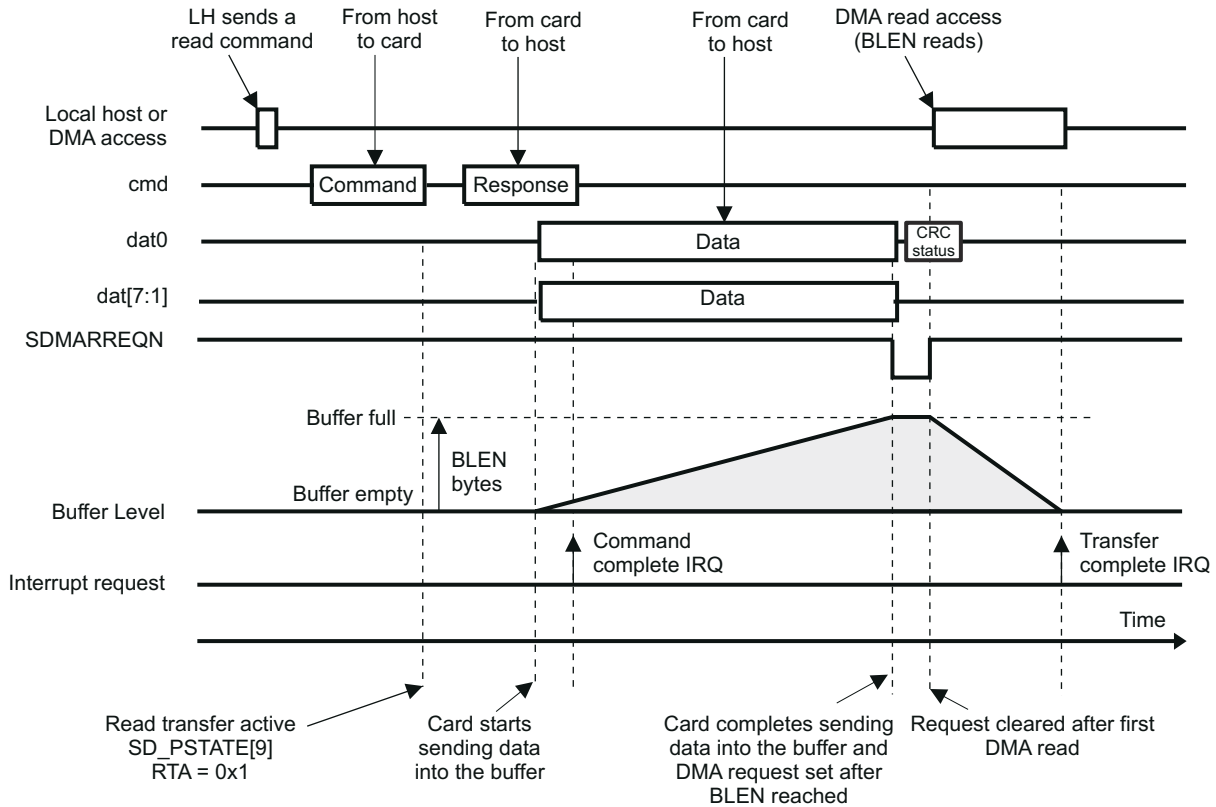 LH sends a
read command
From host
to card
From card
to host
From card
to host
DMA read access
(BLEN reads)
Local host or
DMA access
cmd
Command
Response
dat0
Data
CRC
status
dat[7:1]
Data
SDMARREQN
Buffer full
BLEN
bytes
Buffer empty
Buffer Level
Command
complete IRQ
Transfer
complete IRQ
Interrupt request
Time
Read transfer active
SD_PSTATE[9]
RTA = 0x1
Card starts
sending data
into the buffer
Card completes sending
data into the buffer and
DMA request set after
BLEN reached
Request cleared after first
DMA read